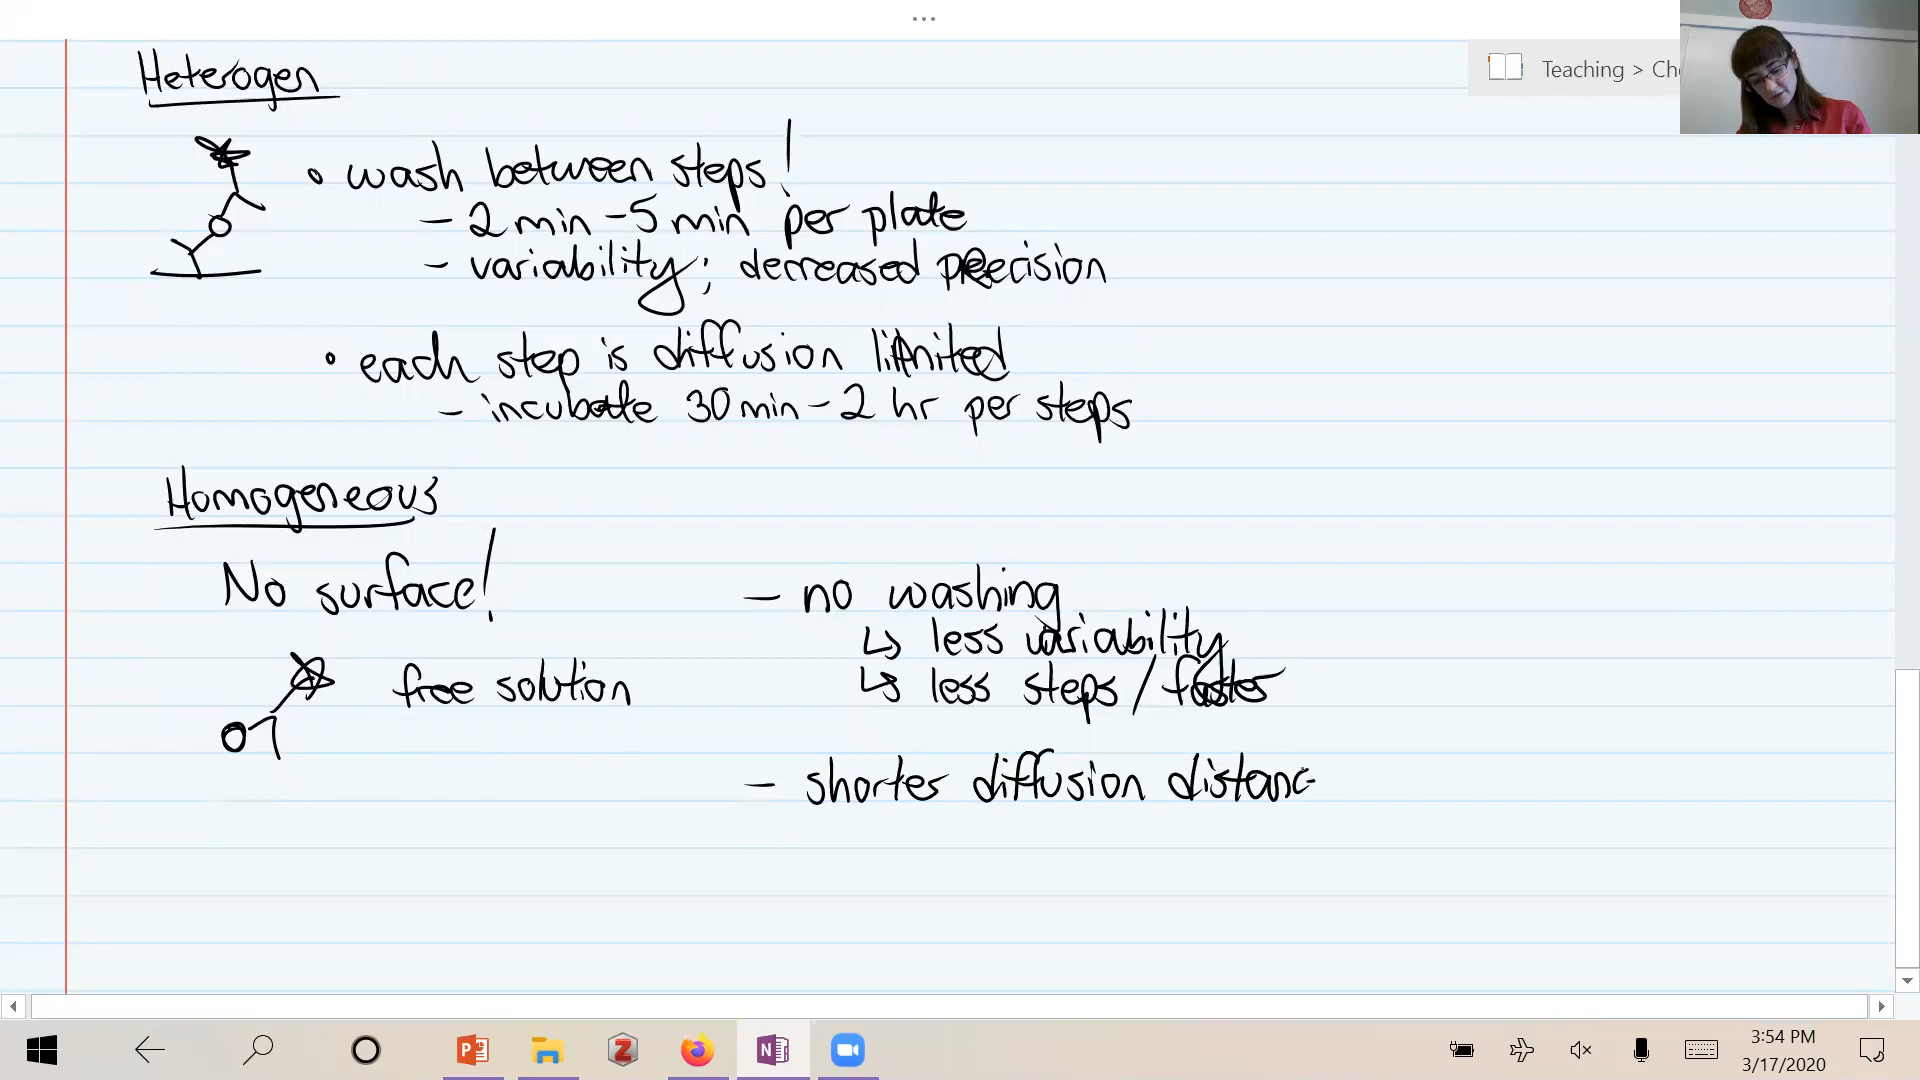 Teaching > Ch
Heterogen
• wash between steps!
– 2 min – 5 min per plate
– variability; decreased precision
• each step is diffusion limited
– incubate 30 min – 2 hr per steps
Homogeneous
No surface!
free solution
– no washing
↳ less variability
↳ less steps / faster
– shorter diffusion distanc
3:54 PM
3/17/2020